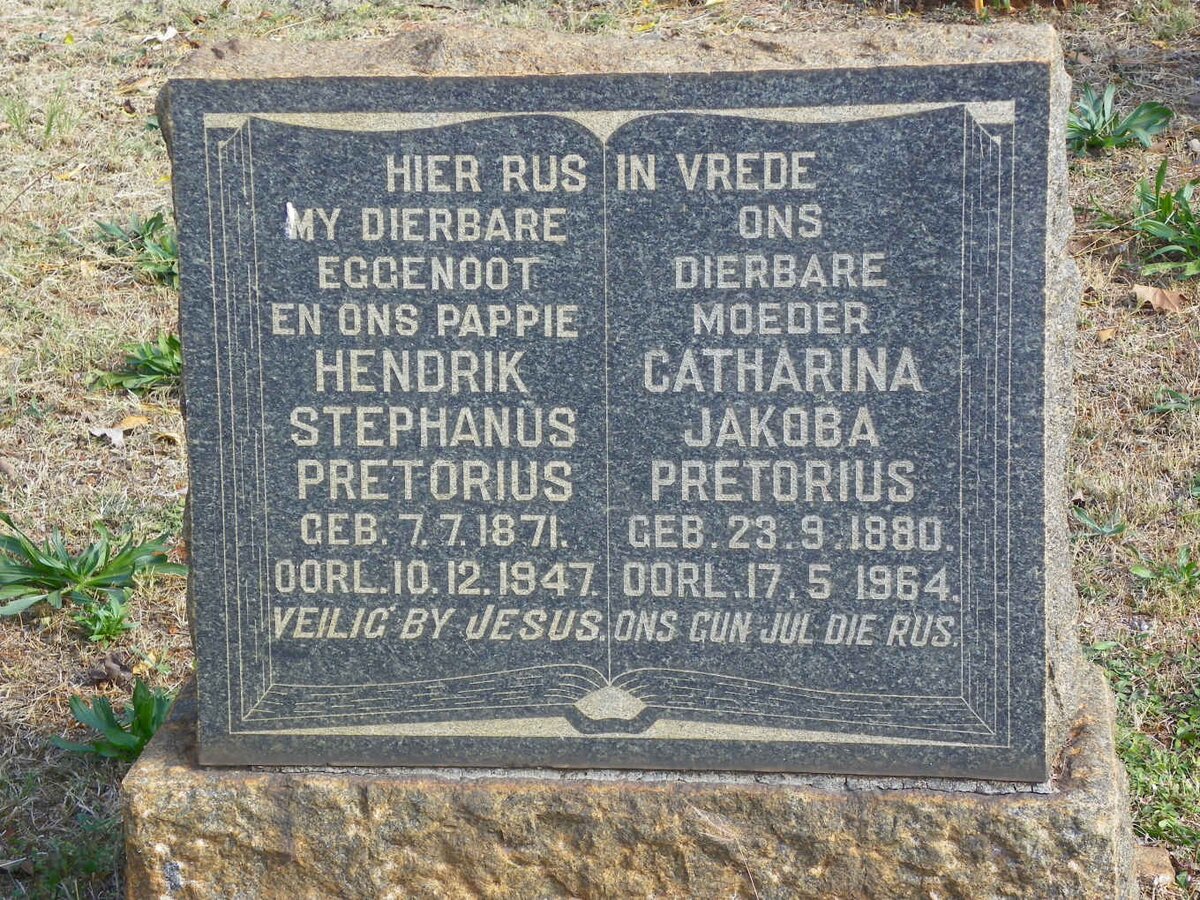 HIER RUS IN VREDE
MY DIERBARE
EGGENOOT
EN ONS PAPPIE
HENDRIK
STEPHANUS
PRETORIUS
GEB. 7. 7. 1871.
OORL. 10. 12. 1947.
VEILIG BY JESUS.
ONS
DIERBARE
MOEDER
CATHARINA
JAKOBA
PRETORIUS
GEB. 23. 9. 1880.
OORL. 17. 5 1964.
ONS GUN JUL DIE RUS.